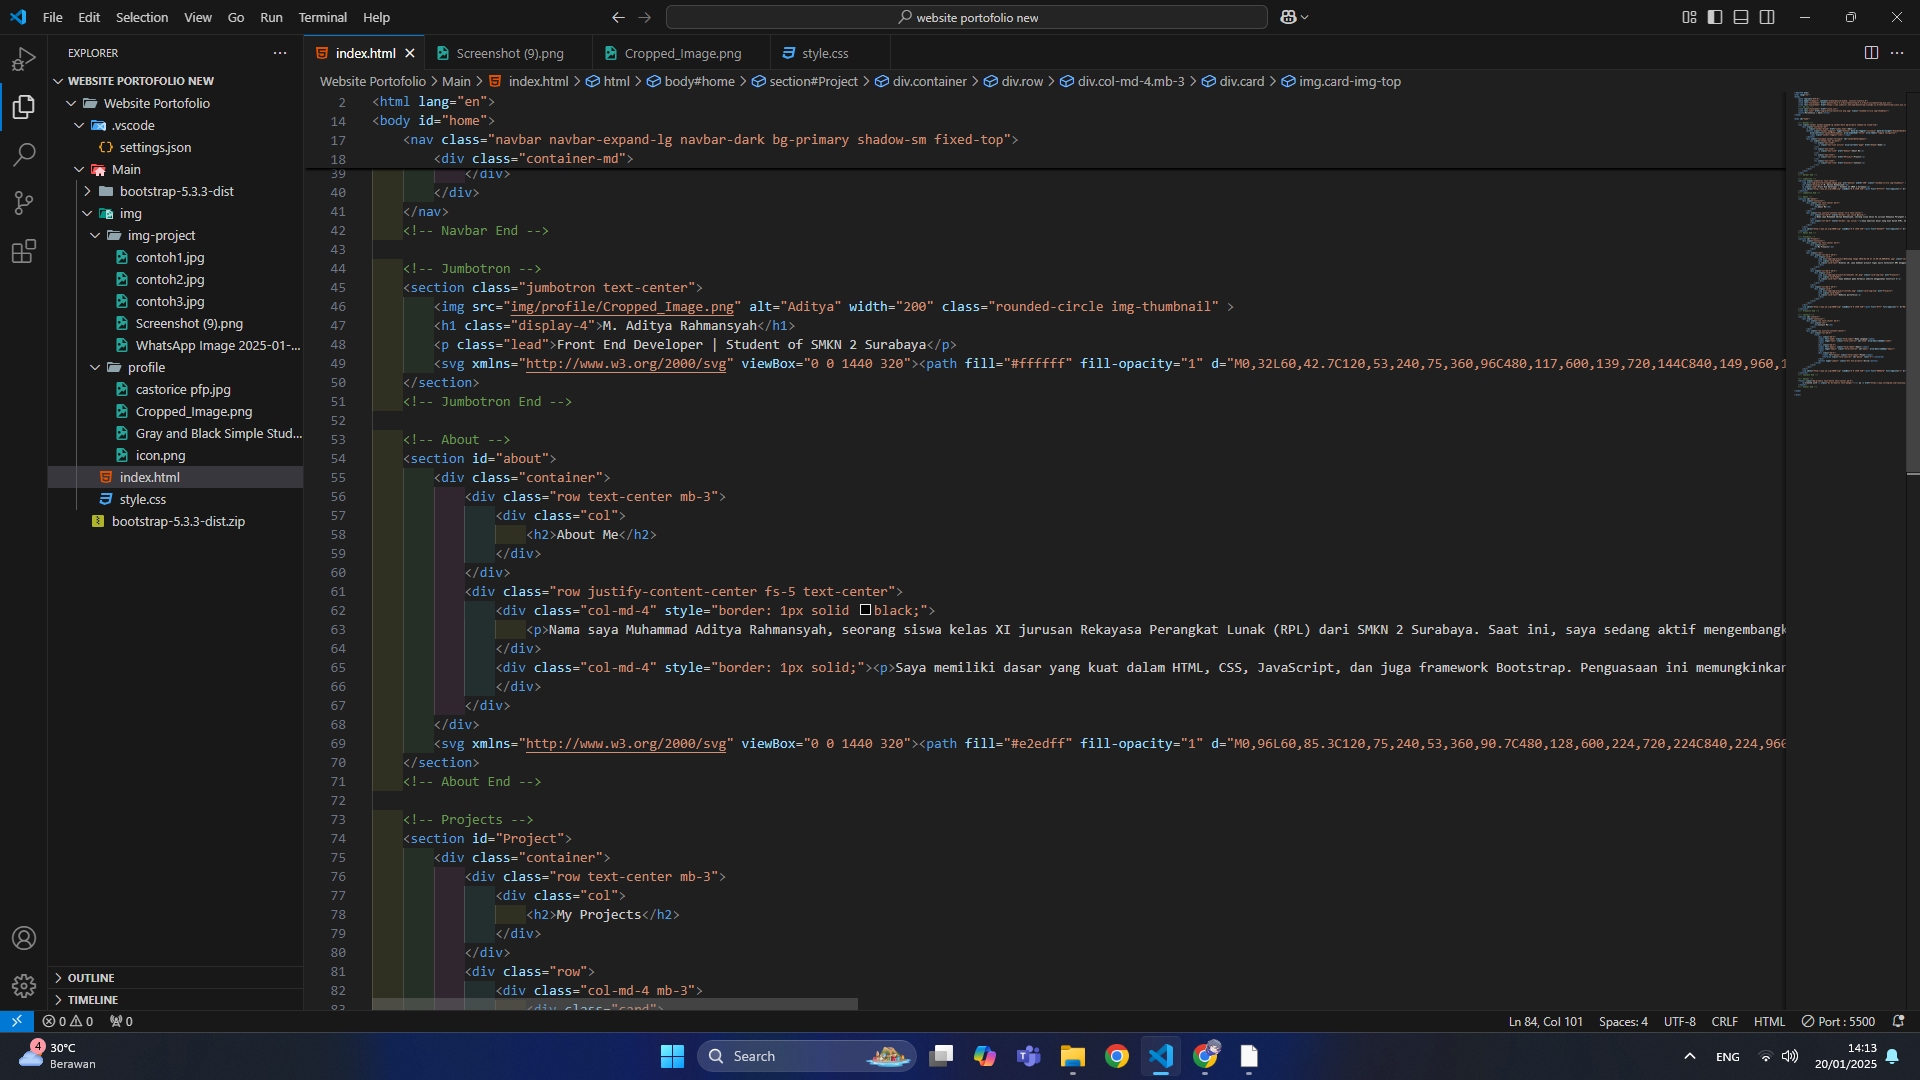 File Edit Selection View Go Run Terminal Help
website portofolio new
EXPLORER
WEBSITE PORTOFOLIO NEW
Website Portofolio
.vscode
settings.json
Main
bootstrap-5.3.3-dist
img
img-project
contoh1.jpg
contoh2.jpg
contoh3.jpg
Screenshot (9).png
WhatsApp Image 2025-01-...
profile
castorice pfp.jpg
Cropped_Image.png
Gray and Black Simple Stud...
icon.png
index.html
style.css
bootstrap-5.3.3-dist.zip
OUTLINE
TIMELINE
index.html Screenshot (9).png Cropped_Image.png style.css
Website Portofolio > Main > index.html > html > body#home > section#Project > div.container > div.row > div.col-md-4.mb-3 > div.card > img.card-img-top
2 <html lang="en">
14 <body id="home">
17 <nav class="navbar navbar-expand-lg navbar-dark bg-primary shadow-sm fixed-top">
18 <div class="container-md">
39 </div>
40 </div>
41 </nav>
42 <!-- Navbar End -->
43
44 <!-- Jumbotron -->
45 <section class="jumbotron text-center">
46 <img src="img/profile/Cropped_Image.png" alt="Aditya" width="200" class="rounded-circle img-thumbnail" >
47 <h1 class="display-4">M. Aditya Rahmansyah</h1>
48 <p class="lead">Front End Developer | Student of SMKN 2 Surabaya</p>
49 <svg xmlns="http://www.w3.org/2000/svg" viewBox="0 0 1440 320"><path fill="#ffffff" fill-opacity="1" d="M0,32L60,42.7C120,53,240,75,360,96C480,117,600,139,720,144C840,149,960,1
50 </section>
51 <!-- Jumbotron End -->
52
53 <!-- About -->
54 <section id="about">
55 <div class="container">
56 <div class="row text-center mb-3">
57 <div class="col">
58 <h2>About Me</h2>
59 </div>
60 </div>
61 <div class="row justify-content-center fs-5 text-center">
62 <div class="col-md-4" style="border: 1px solid black;">
63 <p>Nama saya Muhammad Aditya Rahmansyah, seorang siswa kelas XI jurusan Rekayasa Perangkat Lunak (RPL) dari SMKN 2 Surabaya. Saat ini, saya sedang aktif mengembangk
64 </div>
65 <div class="col-md-4" style="border: 1px solid;"><p>Saya memiliki dasar yang kuat dalam HTML, CSS, JavaScript, dan juga framework Bootstrap. Penguasaan ini memungkinkan
66 </div>
67 </div>
68 </div>
69 <svg xmlns="http://www.w3.org/2000/svg" viewBox="0 0 1440 320"><path fill="#e2edff" fill-opacity="1" d="M0,96L60,85.3C120,75,240,53,360,90.7C480,128,600,224,720,224C840,224,960
70 </section>
71 <!-- About End -->
72
73 <!-- Projects -->
74 <section id="Project">
75 <div class="container">
76 <div class="row text-center mb-3">
77 <div class="col">
78 <h2>My Projects</h2>
79 </div>
80 </div>
81 <div class="row">
82 <div class="col-md-4 mb-3">
83 <div class="card">
0 0 0 Ln 84, Col 101 Spaces: 4 UTF-8 CRLF HTML Port : 5500
4 30°C
Berawan
Search
ENG
14:13
20/01/2025